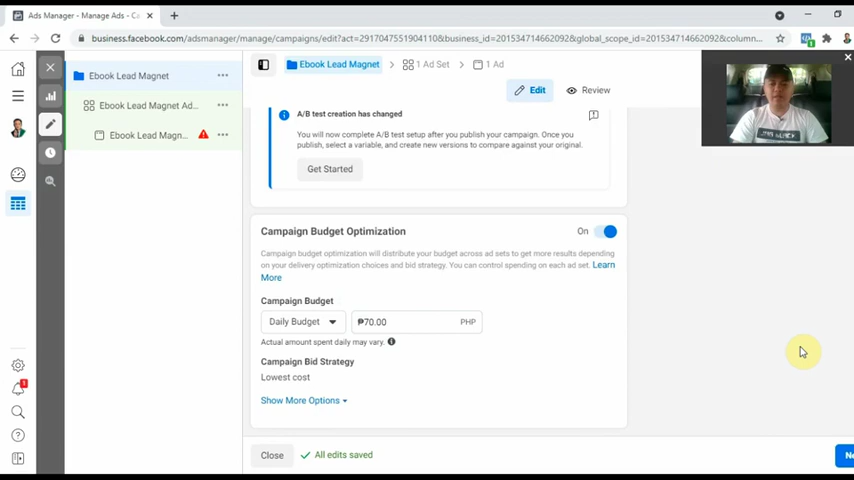 Ads Manager - Manage Ads - Ca
business.facebook.com/adsmanager/manage/campaigns/edit?act=2917047551904110&business_id=201534714662092&global_scope_id=201534714662092&column...
Ebook Lead Magnet
1 Ad Set
1 Ad
Edit
Review
Ebook Lead Magnet
Ebook Lead Magnet Ad...
Ebook Lead Magn...
A/B test creation has changed
You will now complete A/B test setup after you publish your campaign. Once you
publish, select a variable, and create new versions to compare against your original.
Get Started
Campaign Budget Optimization
On
Campaign budget optimization will distribute your budget across ad sets to get more results depending
on your delivery optimization choices and bid strategy. You can control spending on each ad set. Learn
More
Campaign Budget
Daily Budget
₱70.00
PHP
Actual amount spent daily may vary.
Campaign Bid Strategy
Lowest cost
Show More Options
Close
All edits saved
Ne
1
1